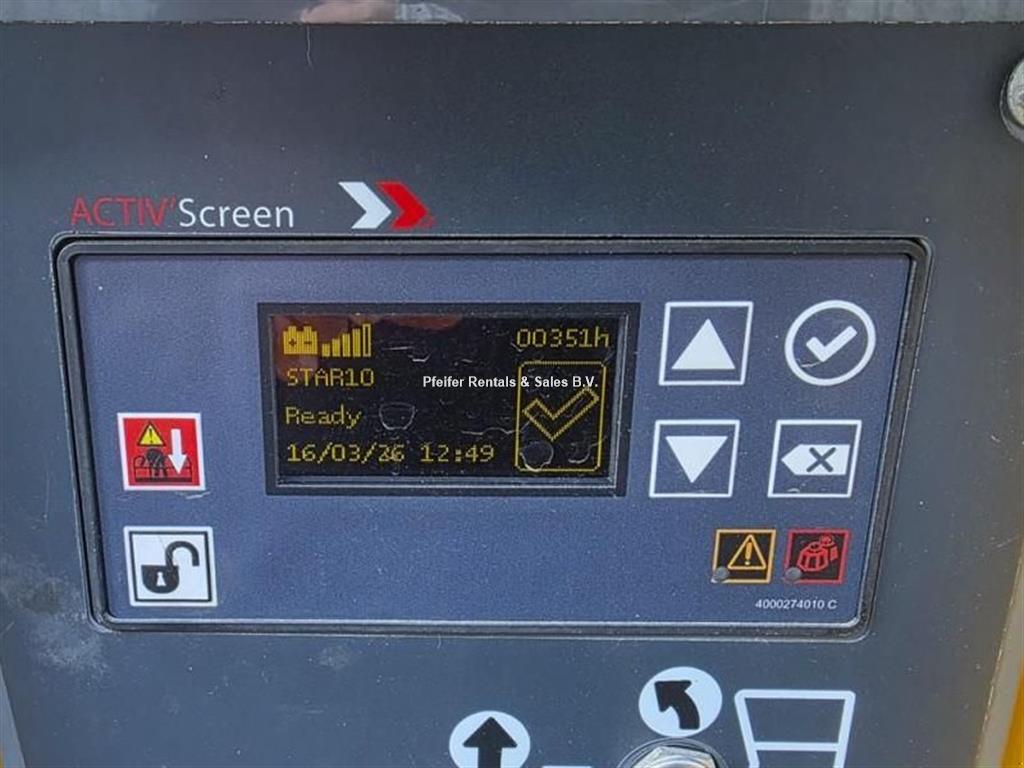 ACTIV'Screen
00351h
STAR10
Pfeifer Rentals & Sales B.V.
Ready
16/03/26 12:49
4000274010 C